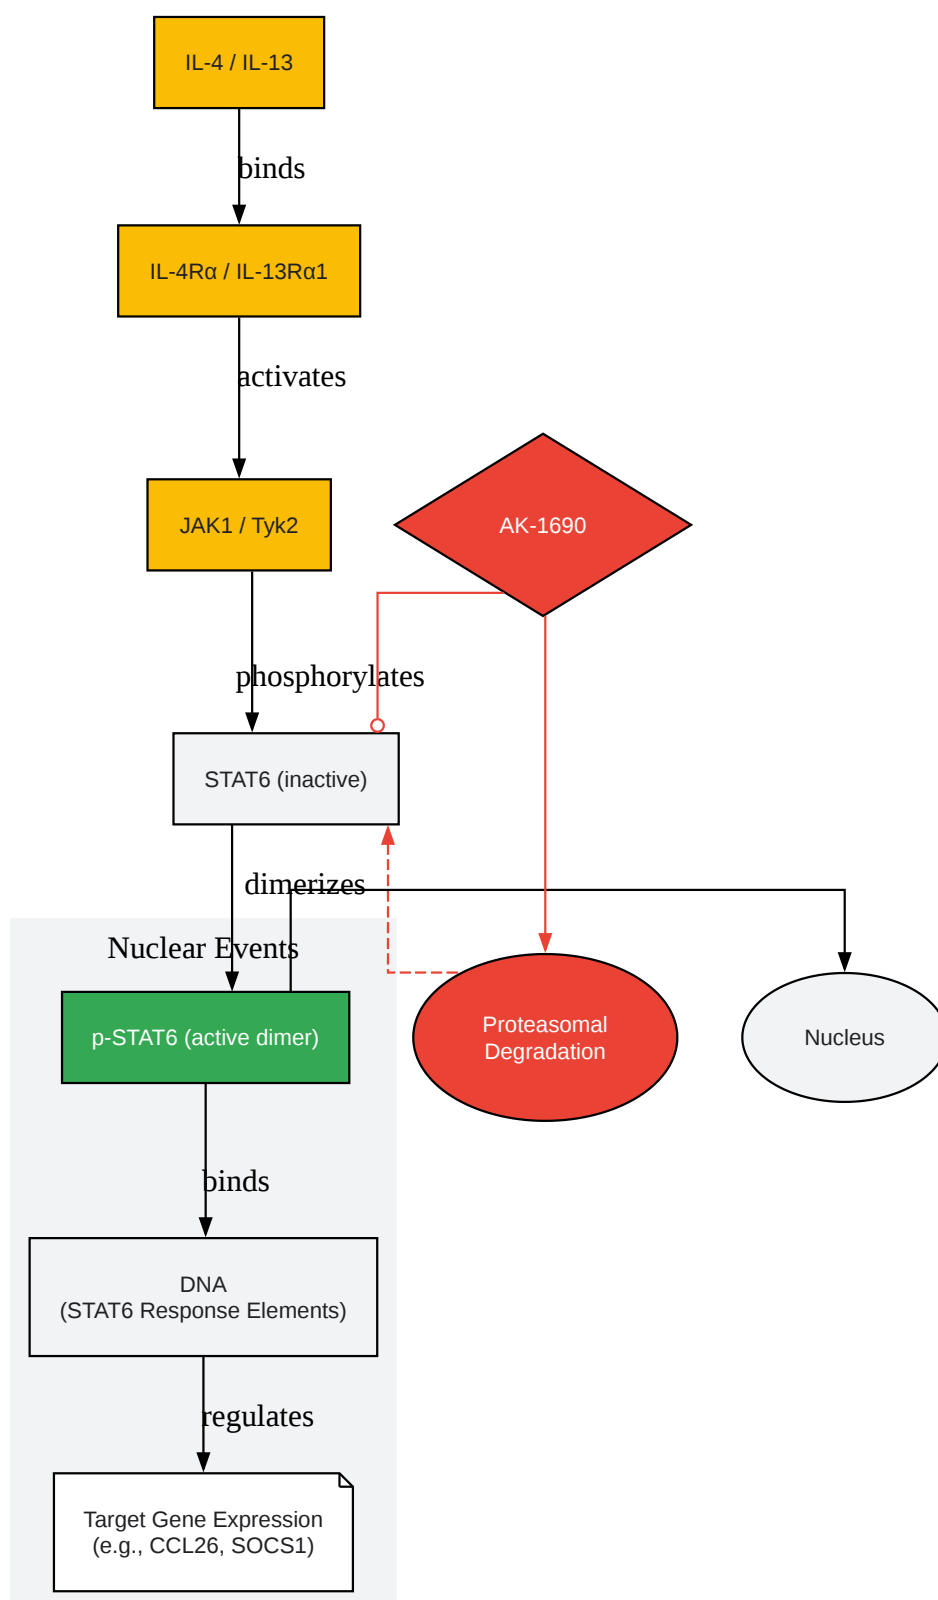 IL-4 / IL-13
binds
IL-4Rα / IL-13Rα1
activates
JAK1 / Tyk2
AK-1690
phosphorylates
STAT6 (inactive)
dimerizes
Nuclear Events
p-STAT6 (active dimer)
Proteasomal
Degradation
Nucleus
binds
DNA
(STAT6 Response Elements)
regulates
Target Gene Expression
(e.g., CCL26, SOCS1)